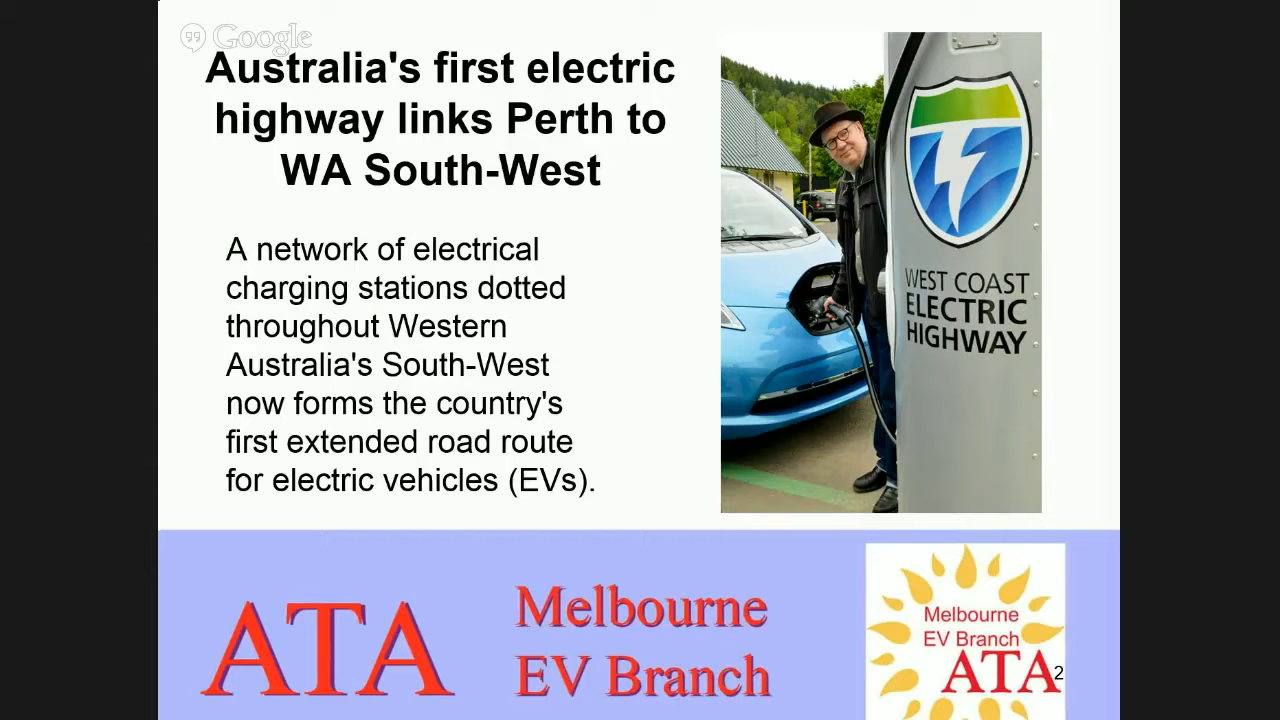 Google
Australia's first electric
highway links Perth to
WA South-West
A network of electrical
charging stations dotted
throughout Western
Australia's South-West
now forms the country's
first extended road route
for electric vehicles (EVs).
WEST COAST
ELECTRIC
HIGHWAY
ATA
Melbourne
EV Branch
Melbourne
EV Branch
ATA
2